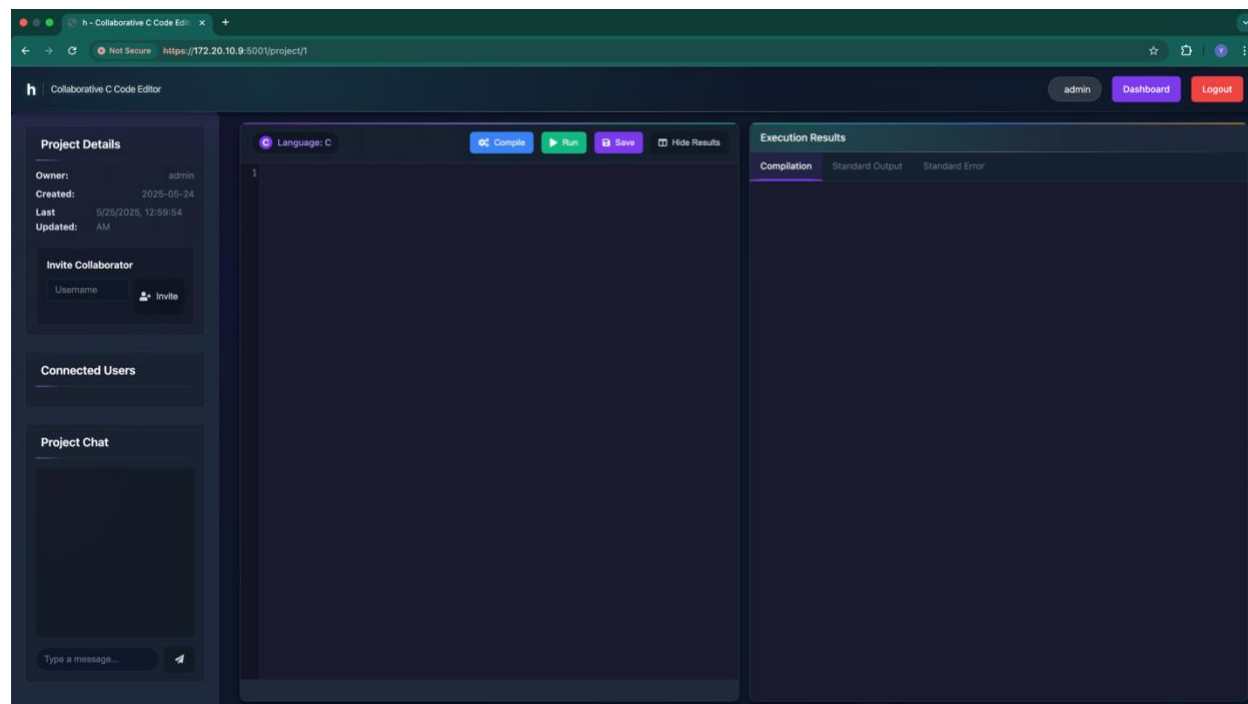 h - Collaborative C Code Edit
Not Secure https://172.20.10.9:5001/project/1
h Collaborative C Code Editor
admin Dashboard Logout
Project Details
Owner: admin
Created: 2025-05-24
Last Updated: 5/25/2025, 12:59:54 AM
Invite Collaborator
Username Invite
Connected Users
Project Chat
Type a message...
C Language: C
Compile Run Save Hide Results
1
Execution Results
Compilation Standard Output Standard Error